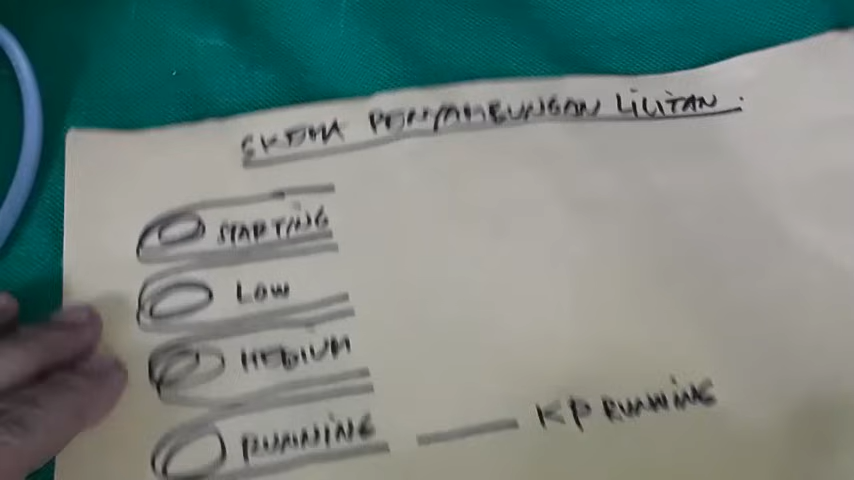 SKEMA PENYAMBUNGAN LILITAN.
STARTING
LOW
MEDIUM
RUNNING
KP RUNNING